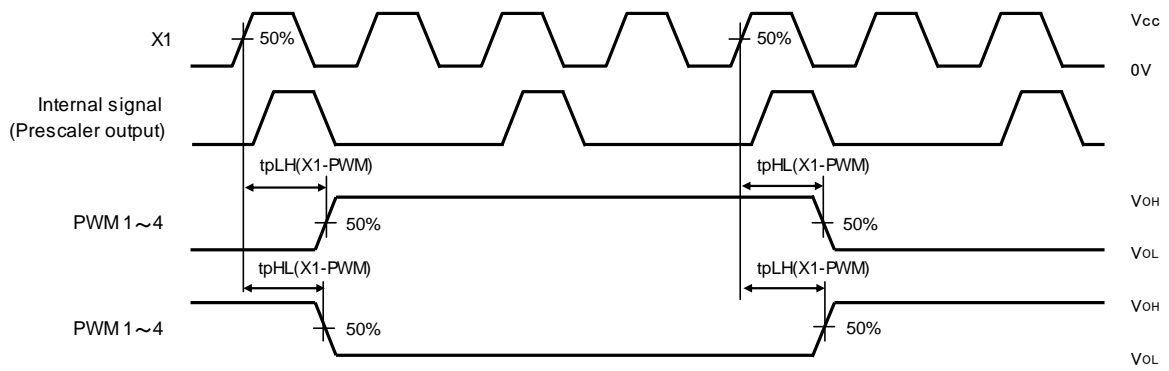 Vcc
X1
50%
50%
0V
Internal signal
(Prescaler output)
tpLH(X1-PWM)
tpHL(X1-PWM)
VOH
PWM 1～4
50%
50%
VOL
tpHL(X1-PWM)
tpLH(X1-PWM)
VOH
PWM 1～4
50%
50%
VOL